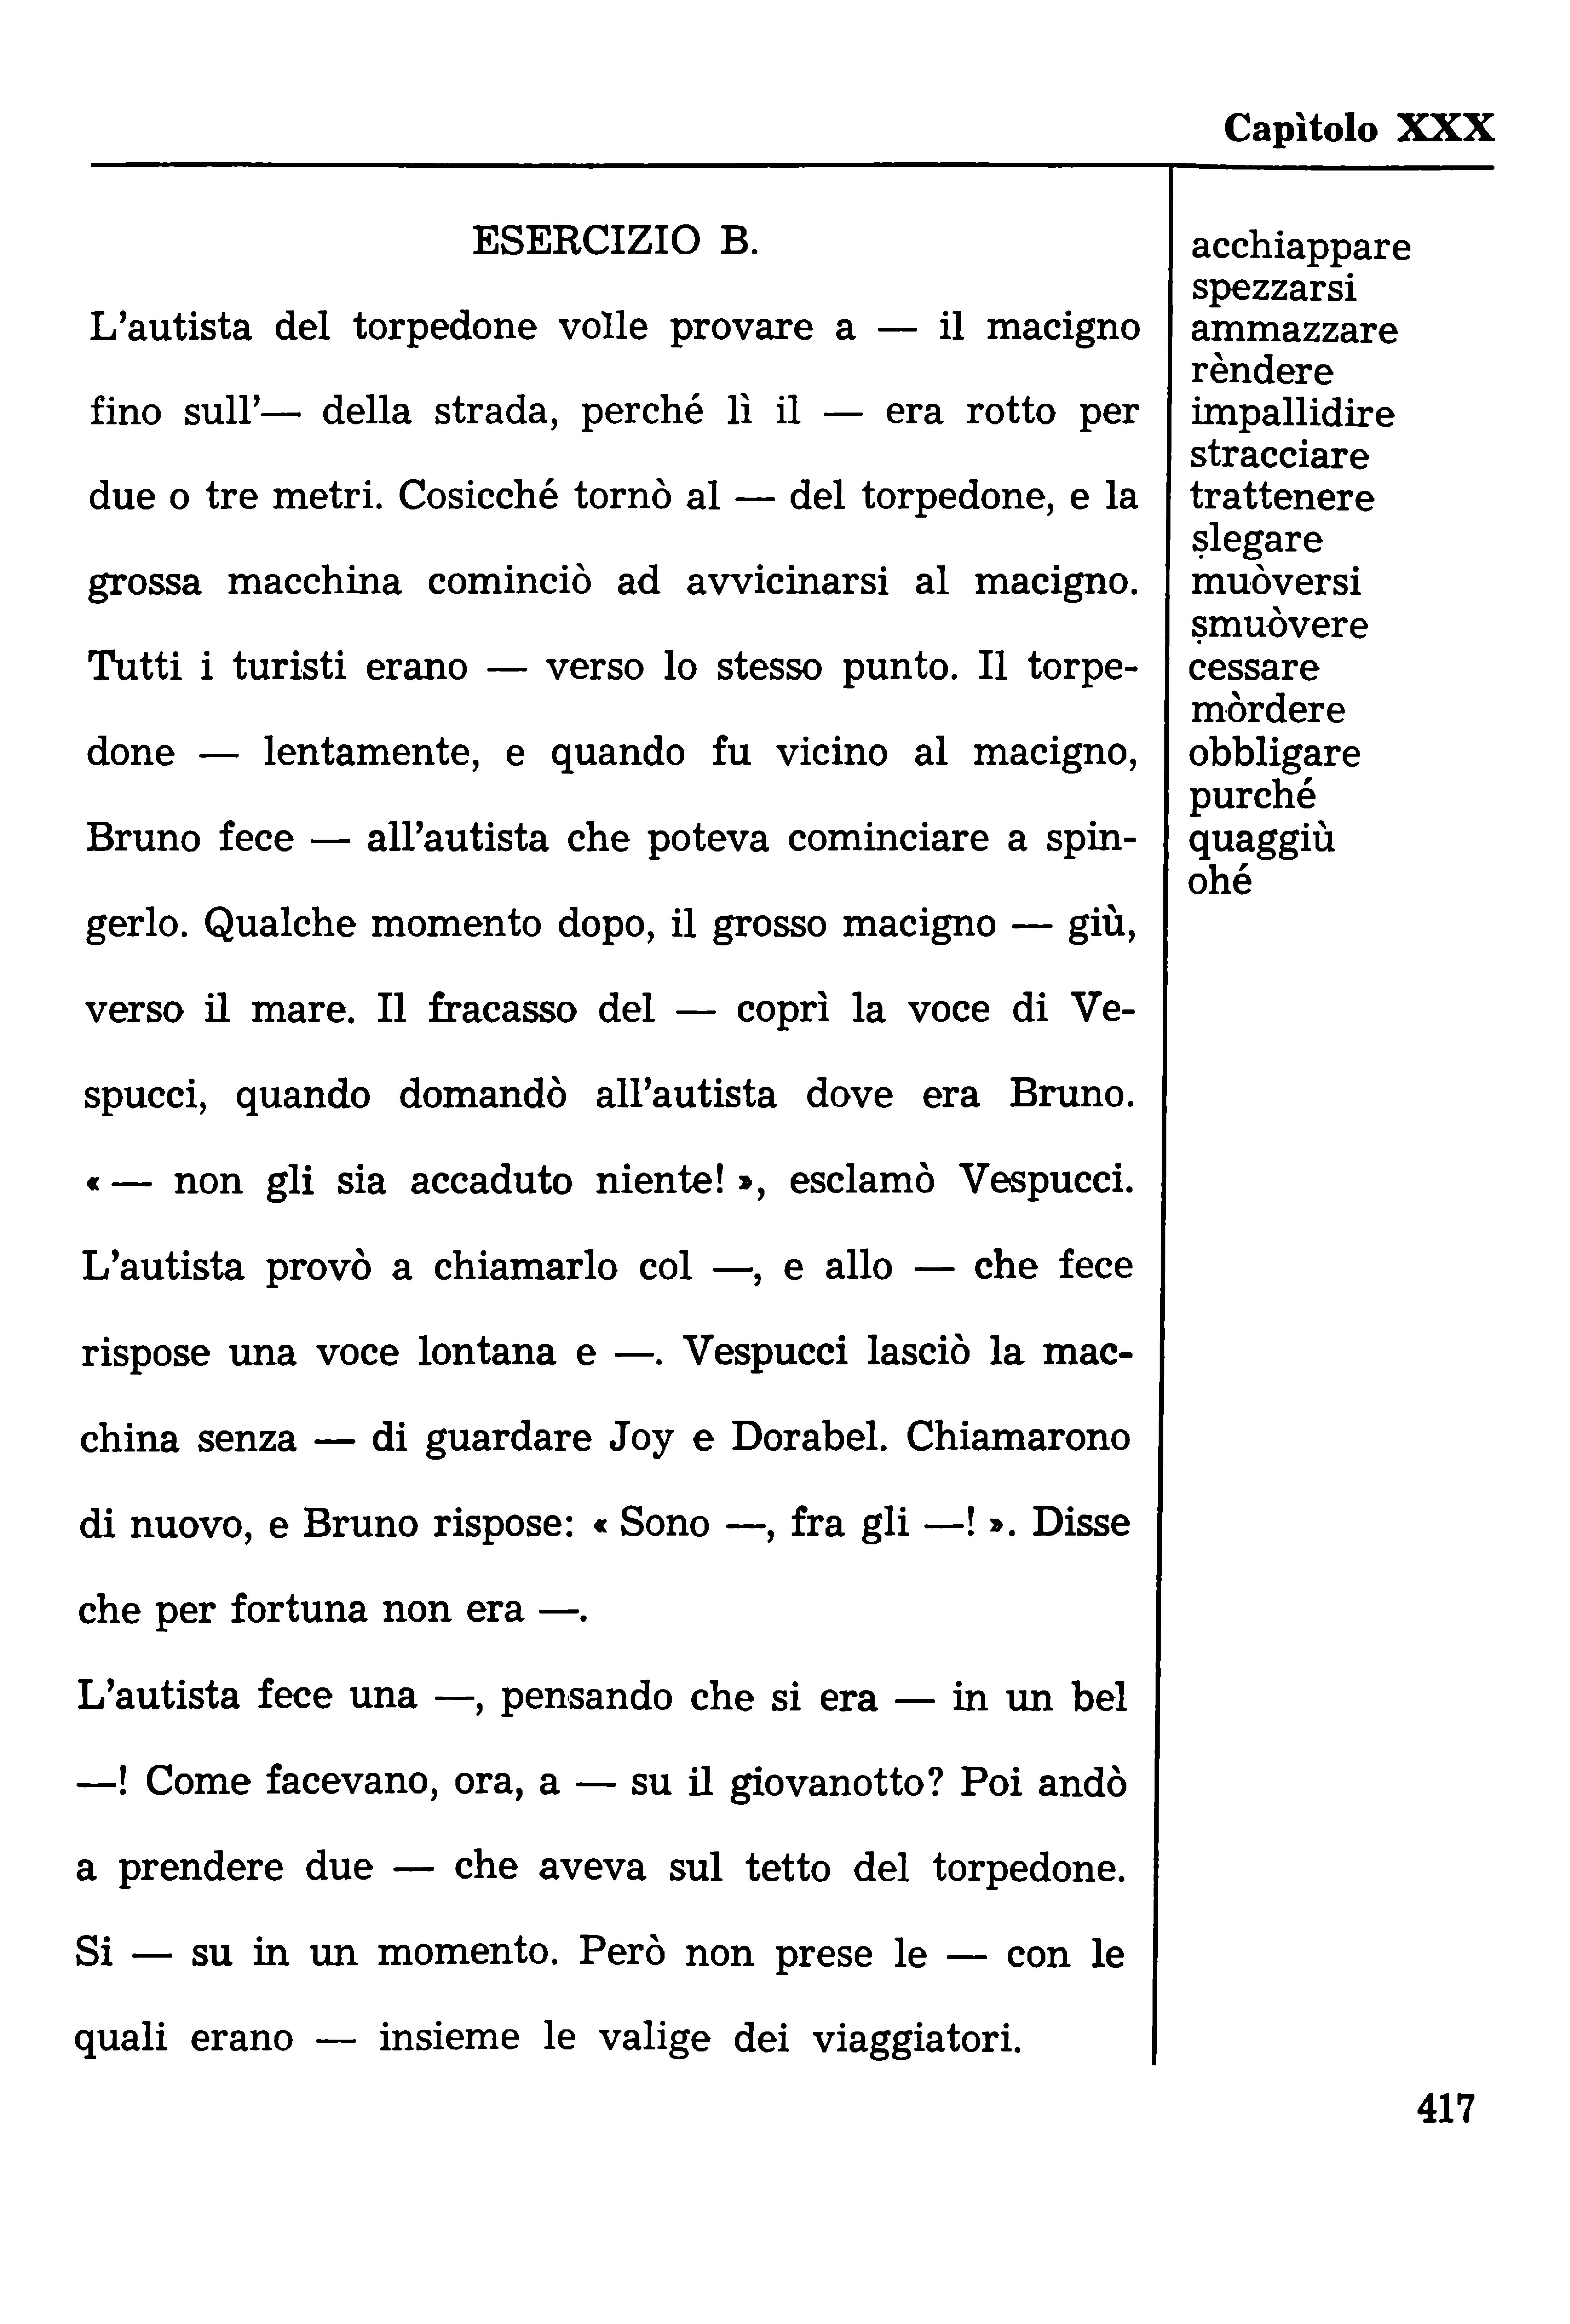 Capìtolo XXX
ESERCIZIO B.
L'autista del torpedone volle provare a — il macigno
fino sull'— della strada, perché lì il — era rotto per
due o tre metri. Cosicché tornò al — del torpedone, e la
grossa macchina cominciò ad avvicinarsi al macigno.
Tutti i turisti erano — verso lo stesso punto. Il torpe-
done — lentamente, e quando fu vicino al macigno,
Bruno fece — all'autista che poteva cominciare a spin-
gerlo. Qualche momento dopo, il grosso macigno — giù,
verso il mare. Il fracasso del — coprì la voce di Ve-
spucci, quando domandò all'autista dove era Bruno.
« — non gli sia accaduto niente! », esclamò Vespucci.
L'autista provò a chiamarlo col —, e allo — che fece
rispose una voce lontana e —. Vespucci lasciò la mac-
china senza — di guardare Joy e Dorabel. Chiamarono
di nuovo, e Bruno rispose: « Sono —, fra gli —! ». Disse
che per fortuna non era —.
L'autista fece una —, pensando che si era — in un bel
—! Come facevano, ora, a — su il giovanotto? Poi andò
a prendere due — che aveva sul tetto del torpedone.
Si — su in un momento. Però non prese le — con le
quali erano — insieme le valige dei viaggiatori.
acchiappare
spezzarsi
ammazzare
rèndere
impallidire
stracciare
trattenere
ṣlegare
muòversi
ṣmuòvere
cessare
mòrdere
obbligare
purché
quaggiù
ohé
417